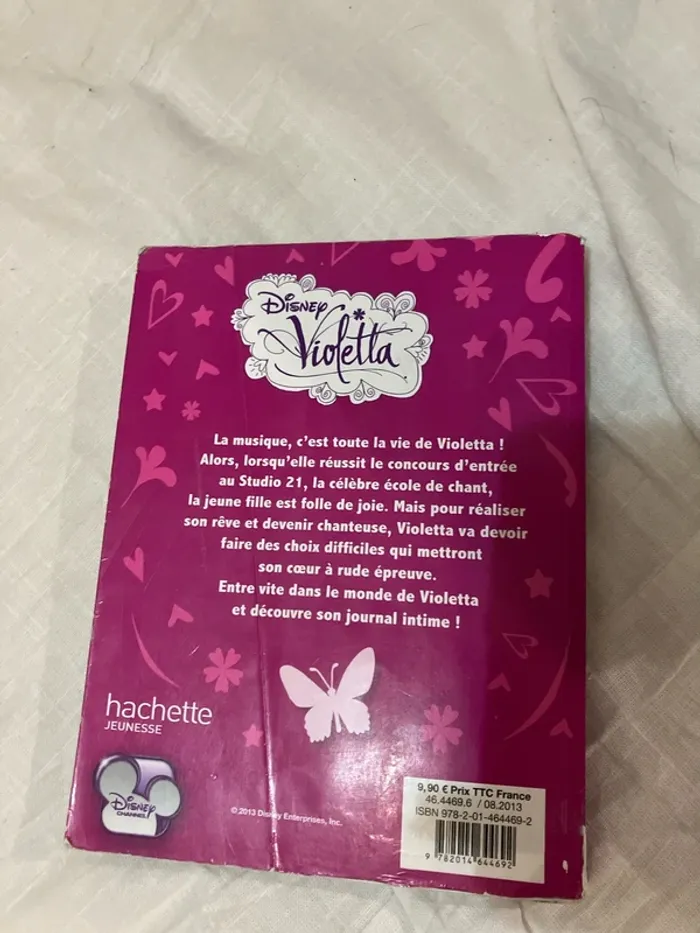 Disney
Violetta
La musique, c'est toute la vie de Violetta !
Alors, lorsqu'elle réussit le concours d'entrée
au Studio 21, la célèbre école de chant,
la jeune fille est folle de joie. Mais pour réaliser
son rêve et devenir chanteuse, Violetta va devoir
faire des choix difficiles qui mettront
son cœur à rude épreuve.
Entre vite dans le monde de Violetta
et découvre son journal intime !
hachette
JEUNESSE
Disney
CHANNEL
© 2013 Disney Enterprises, Inc.
9,90 € Prix TTC France
46.4469.6 / 08.2013
ISBN 978-2-01-464469-2
9 782014 644692